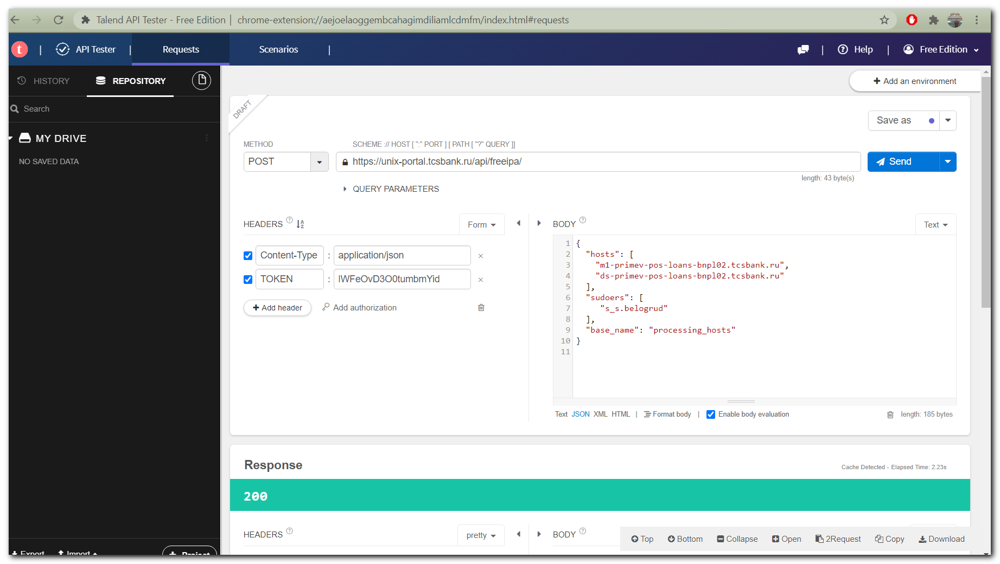 Talend API Tester - Free Edition | chrome-extension://aejoelaoggembcahagimdiliamlcdmfm/index.html#requests
t | API Tester | Requests Scenarios | | Help | Free Edition
HISTORY REPOSITORY
Search
MY DRIVE
NO SAVED DATA
Export Import + Project
+ Add an environment
DRAFT
Save as
METHOD SCHEME :// HOST [ ":" PORT ] [ PATH [ "?" QUERY ]]
POST https://unix-portal.tcsbank.ru/api/freeipa/ Send
length: 43 byte(s)
QUERY PARAMETERS
HEADERS ? Form
Content-Type : application/json ×
TOKEN : lWFeOvD3O0tumbmYid ×
+ Add header Add authorization
BODY ? Text
1 {
2 "hosts": [
3 "m1-primev-pos-loans-bnpl02.tcsbank.ru",
4 "ds-primev-pos-loans-bnpl02.tcsbank.ru"
5 ],
6 "sudoers": [
7 "s_s.belogrud"
8 ],
9 "base_name": "processing_hosts"
10 }
11
Text JSON XML HTML | Format body | Enable body evaluation length: 185 bytes
Response
Cache Detected - Elapsed Time: 2.23s
200
HEADERS ? pretty
BODY ?
Top Bottom Collapse Open 2Request Copy Download